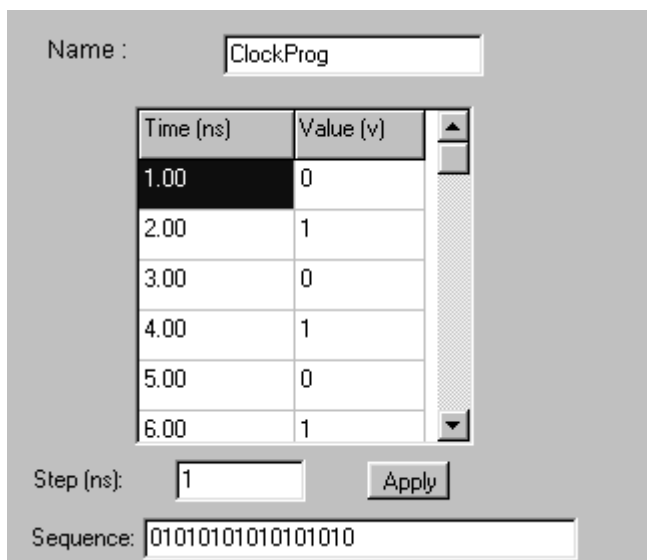 Name : ClockProg
Time (ns) Value (v)
1.00 0
2.00 1
3.00 0
4.00 1
5.00 0
6.00 1
Step (ns): 1 Apply
Sequence: 01010101010101010